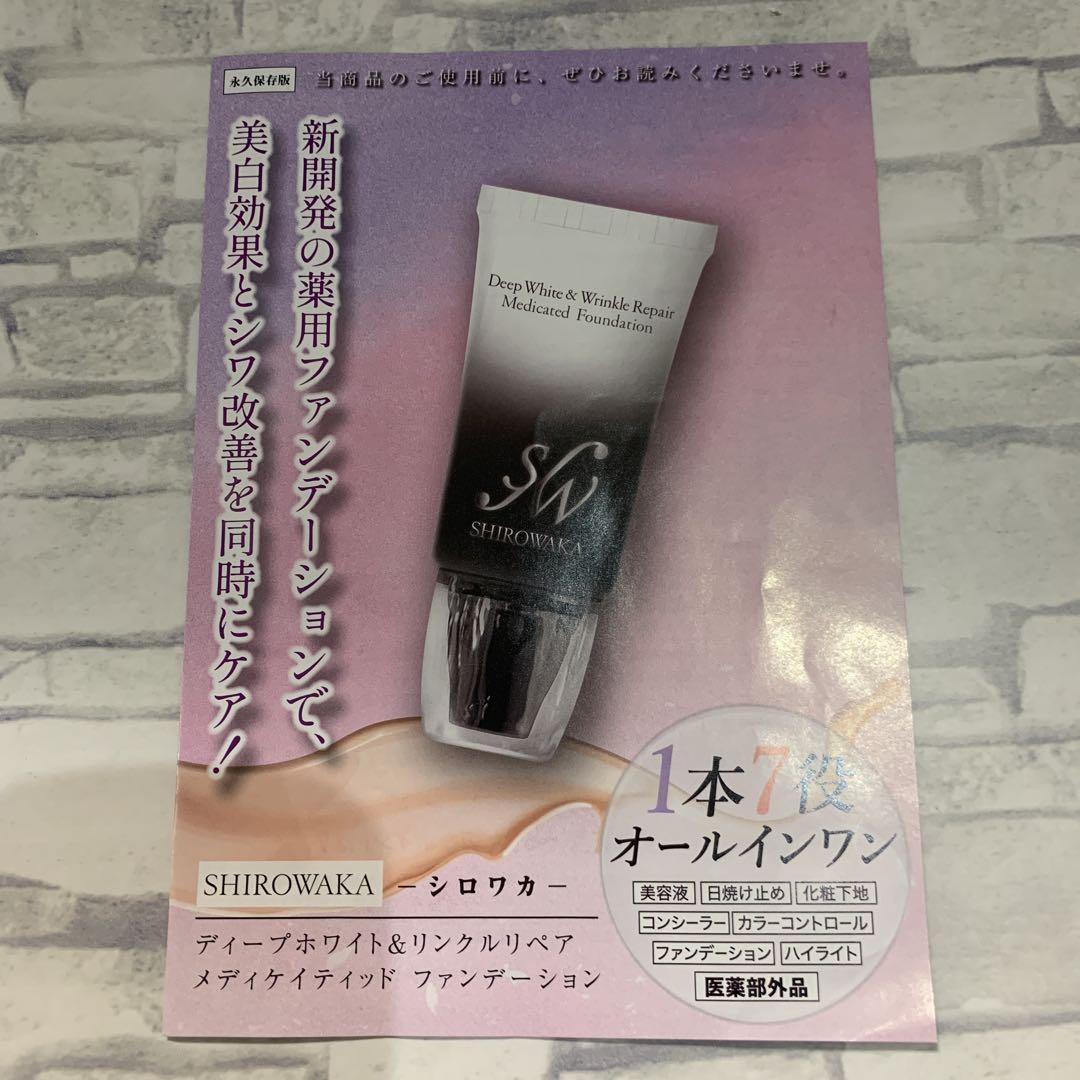 永久保存版
当商品のご使用前に、ぜひお読みくださいませ。
新開発の薬用ファンデーションで、
美白効果とシワ改善を同時にケア！
Deep White & Wrinkle Repair
Medicated Foundation
SW
SHIROWAKA
1本7役
オールインワン
美容液 日焼け止め 化粧下地
コンシーラー カラーコントロール
ファンデーション ハイライト
医薬部外品
SHIROWAKA －シロワカ－
ディープホワイト&リンクルリペア
メディケイティッド ファンデーション